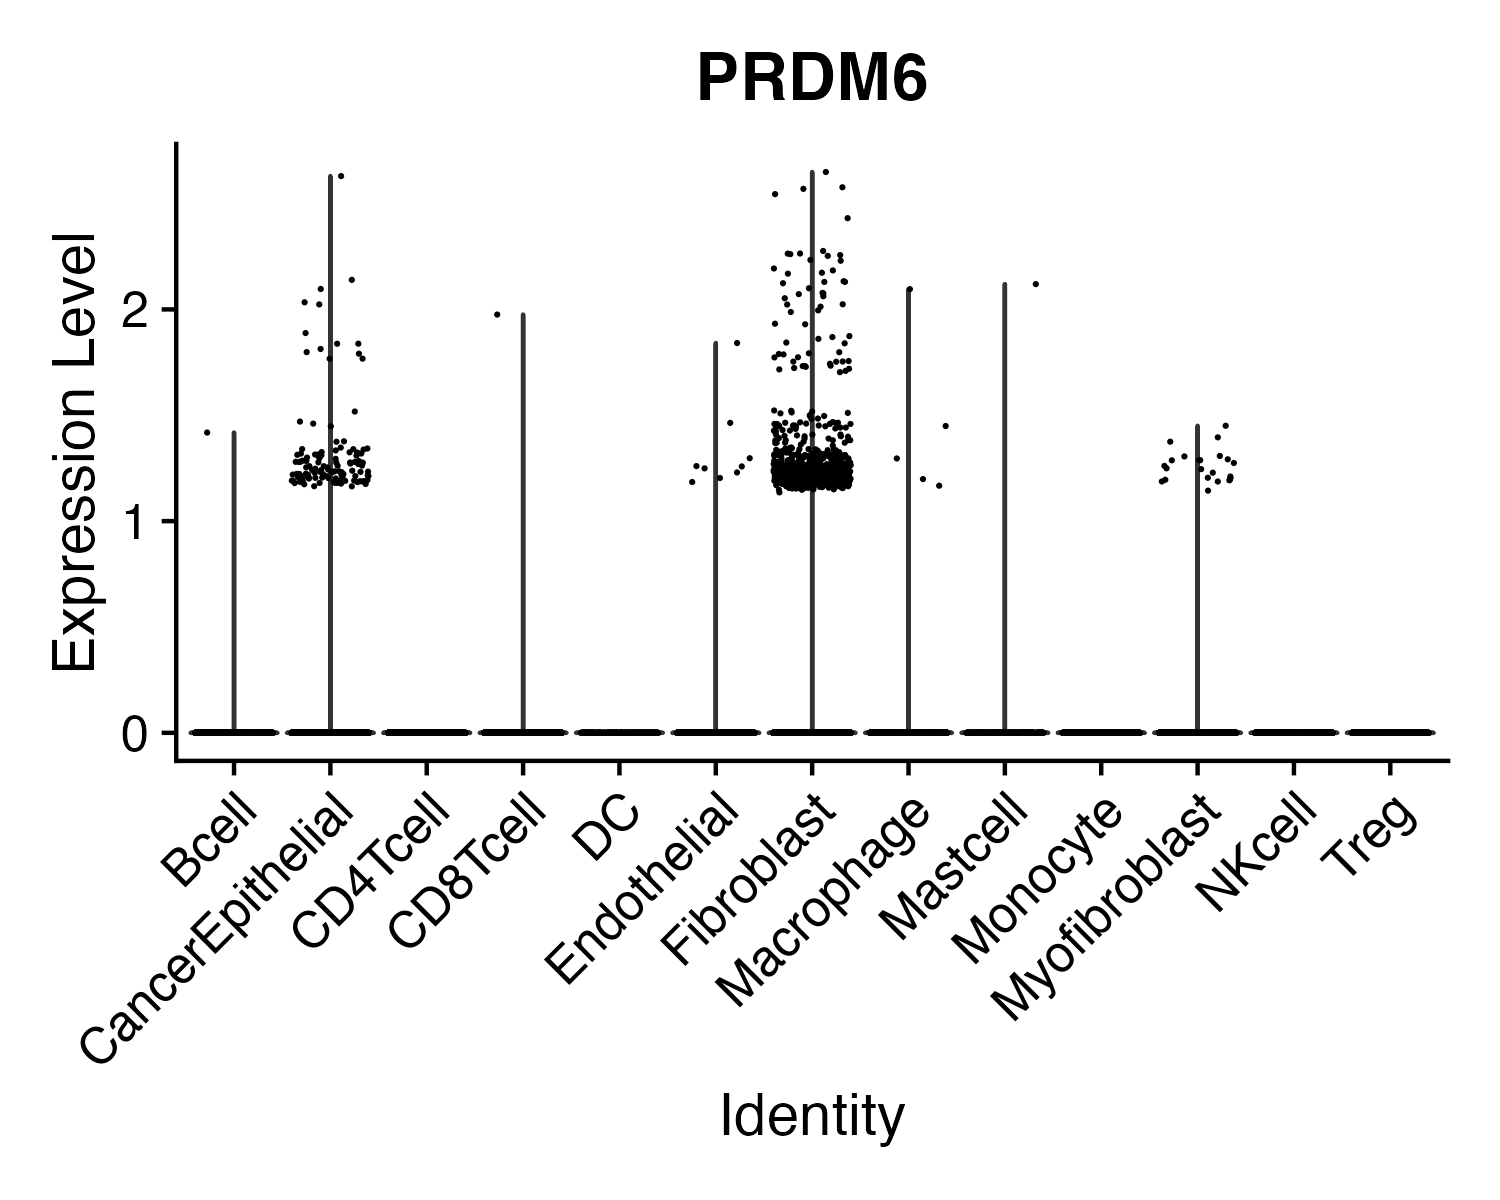 PRDM6
Expression Level
2
1
0
Bcell
CancerEpithelial
CD4Tcell
CD8Tcell
DC
Endothelial
Fibroblast
Macrophage
Mastcell
Monocyte
Myofibroblast
NKcell
Treg
Identity